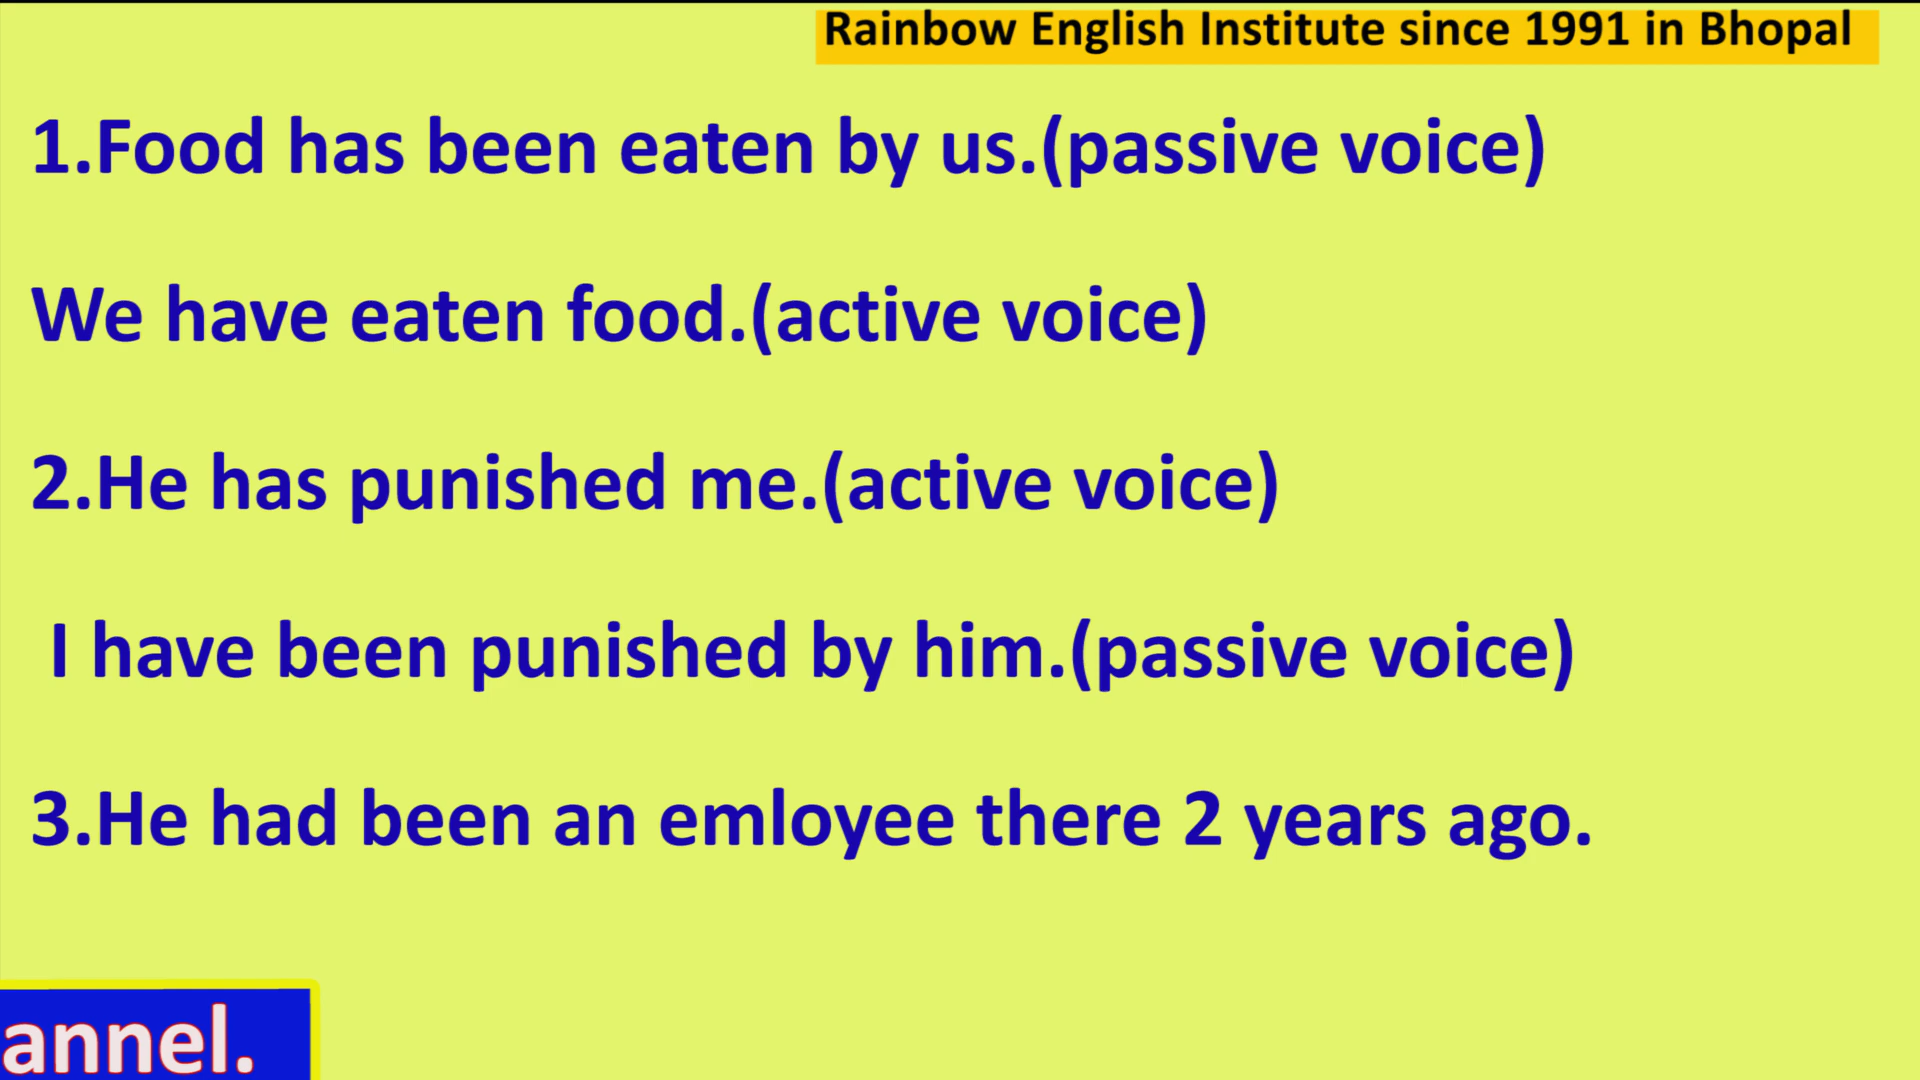 Rainbow English Institute since 1991 in Bhopal
1.Food has been eaten by us.(passive voice)
We have eaten food.(active voice)
2.He has punished me.(active voice)
I have been punished by him.(passive voice)
3.He had been an emloyee there 2 years ago.
annel.